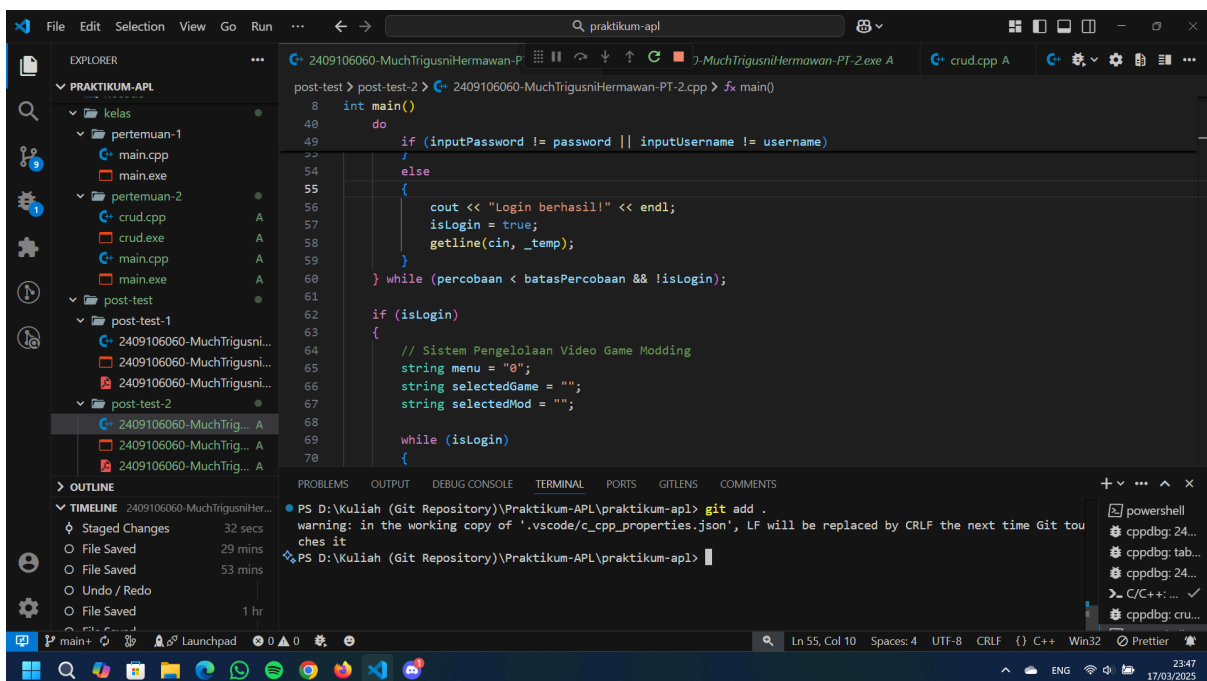 File Edit Selection View Go Run ··· praktikum-apl
EXPLORER ···
PRAKTIKUM-APL
kelas
pertemuan-1
main.cpp
main.exe
pertemuan-2
crud.cpp A
crud.exe A
main.cpp A
main.exe A
post-test
post-test-1
2409106060-MuchTrigusni...
2409106060-MuchTrigusni...
2409106060-MuchTrigusni...
post-test-2
2409106060-MuchTrig... A
2409106060-MuchTrig... A
2409106060-MuchTrig... A
OUTLINE
TIMELINE 2409106060-MuchTrigusniHer...
Staged Changes 32 secs
File Saved 29 mins
File Saved 53 mins
Undo / Redo
File Saved 1 hr
2409106060-MuchTrigusniHermawan-P
-MuchTrigusniHermawan-PT-2.exe A
crud.cpp A
post-test > post-test-2 > 2409106060-MuchTrigusniHermawan-PT-2.cpp > main()
8 int main()
40 do
49 if (inputPassword != password || inputUsername != username)
53 }
54 else
55 {
56 cout << "Login berhasil!" << endl;
57 isLogin = true;
58 getline(cin, _temp);
59 }
60 } while (percobaan < batasPercobaan && !isLogin);
61
62 if (isLogin)
63 {
64 // Sistem Pengelolaan Video Game Modding
65 string menu = "0";
66 string selectedGame = "";
67 string selectedMod = "";
68
69 while (isLogin)
70 {
PROBLEMS OUTPUT DEBUG CONSOLE TERMINAL PORTS GITLENS COMMENTS
PS D:\Kuliah (Git Repository)\Praktikum-APL\praktikum-apl> git add .
warning: in the working copy of '.vscode/c_cpp_properties.json', LF will be replaced by CRLF the next time Git tou
ches it
PS D:\Kuliah (Git Repository)\Praktikum-APL\praktikum-apl>
powershell
cppdbg: 24...
cppdbg: tab...
cppdbg: 24...
C/C++: ...
cppdbg: cru...
main+ Launchpad 0 0 Ln 55, Col 10 Spaces: 4 UTF-8 CRLF {} C++ Win32 Prettier
ENG 23:47
17/03/2025